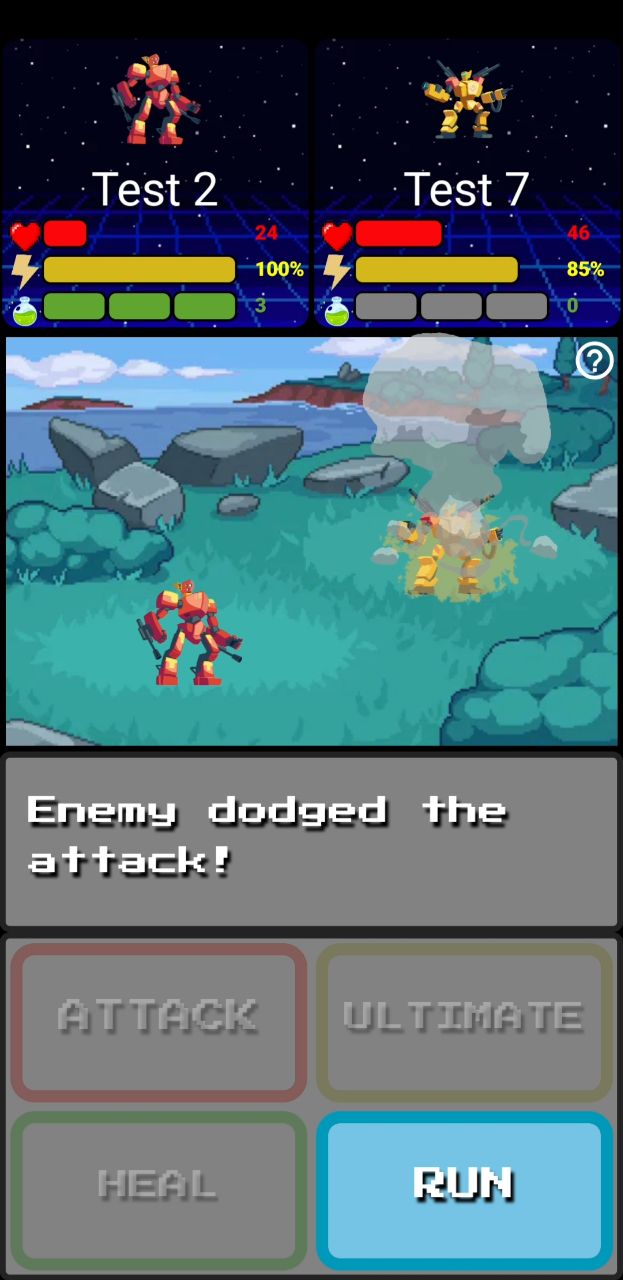 Test 2
24
100%
3
Test 7
46
85%
0
?
Enemy dodged the
attack!
ATTACK
ULTIMATE
HEAL
RUN